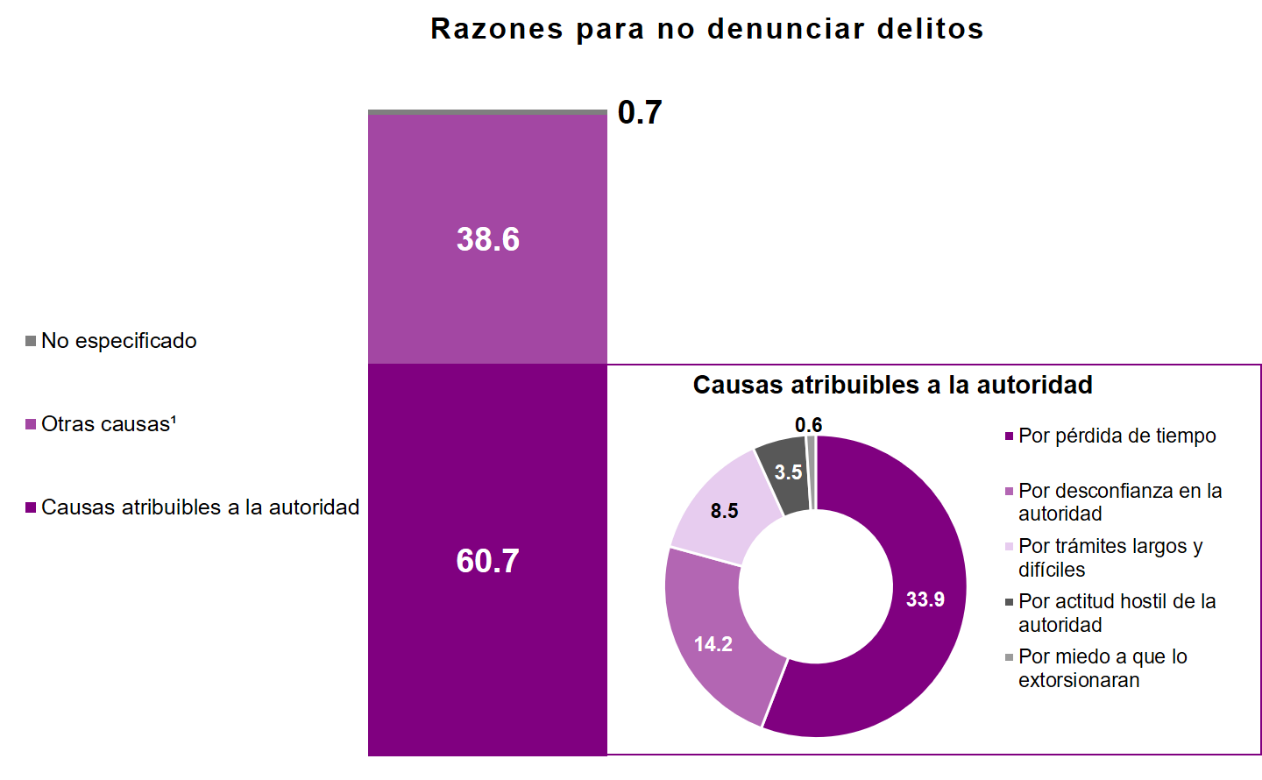 Razones para no denunciar delitos
0.7
38.6
No especificado
Otras causas¹
Causas atribuibles a la autoridad
60.7
Causas atribuibles a la autoridad
0.6
3.5
8.5
14.2
33.9
Por pérdida de tiempo
Por desconfianza en la
autoridad
Por trámites largos y
difíciles
Por actitud hostil de la
autoridad
Por miedo a que lo
extorsionaran